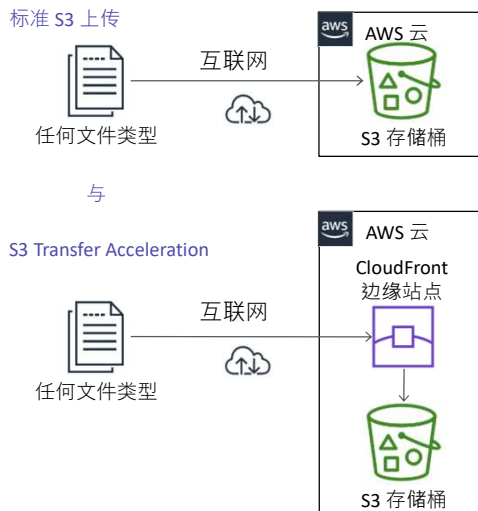 标准 S3 上传
aws
AWS 云
互联网
任何文件类型
S3 存储桶
与
S3 Transfer Acceleration
aws
AWS 云
CloudFront
边缘站点
互联网
任何文件类型
S3 存储桶